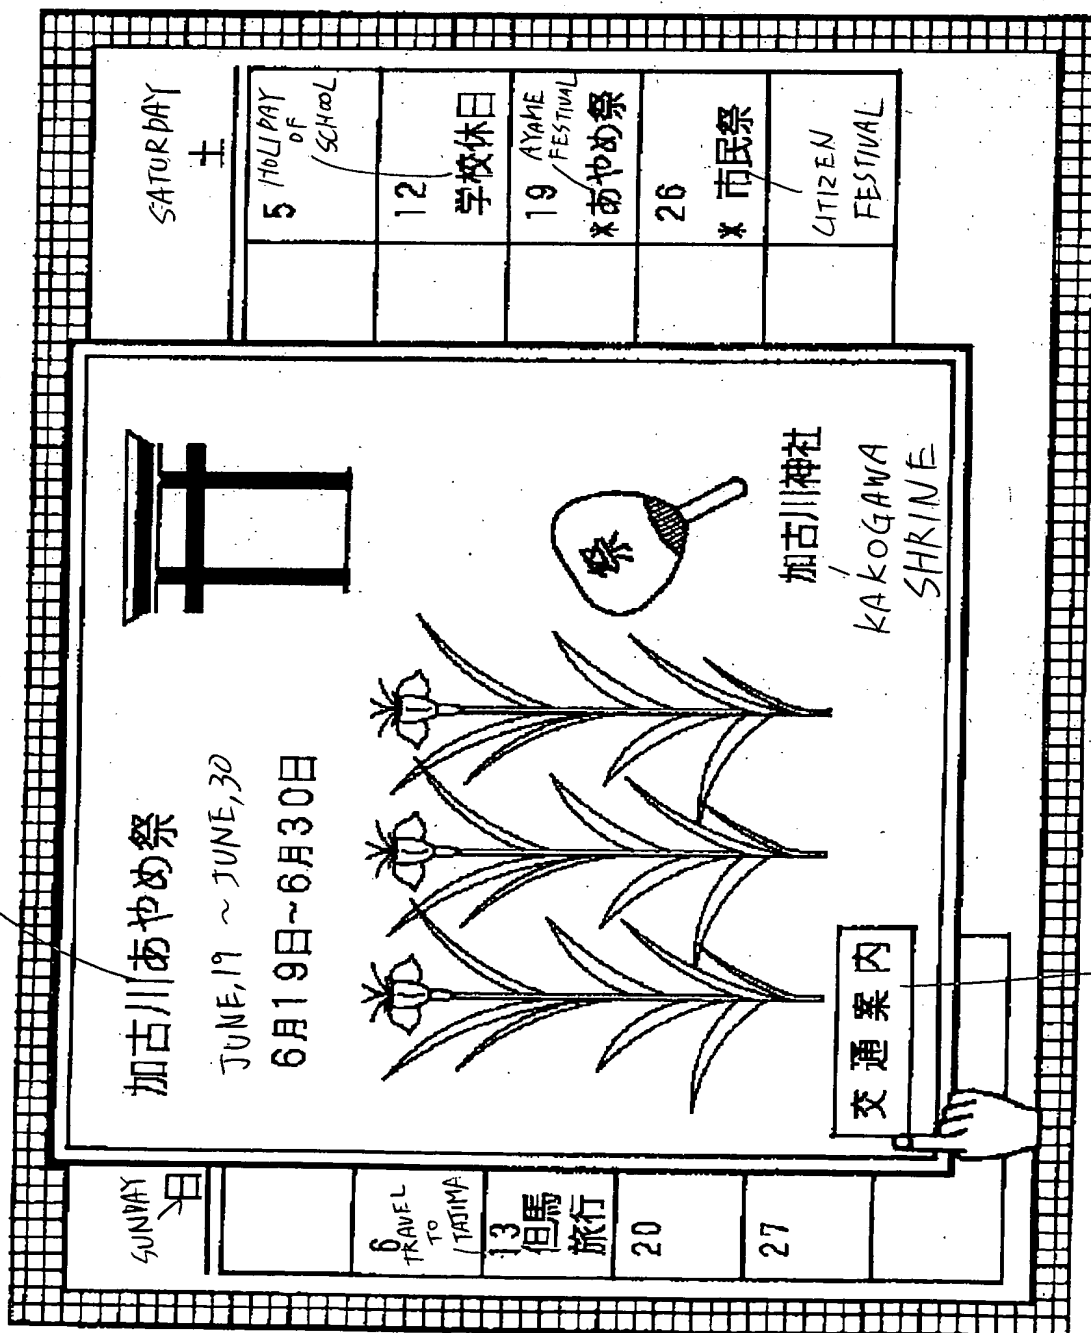 SUNDAY
日
6
TRAVEL
TO
TAJIMA
13
但馬
旅行
20
27
加古川あやめ祭
JUNE,19 ~ JUNE,30
6月19日~6月30日
祭
加古川神社
KAKOGAWA
SHRINE
交通案内
SATURDAY
土
5
HOLIDAY
OF
SCHOOL
12
学校休日
19
AYAME
FESTIVAL
*あやめ祭
26
* 市民祭
CITIZEN
FESTIVAL